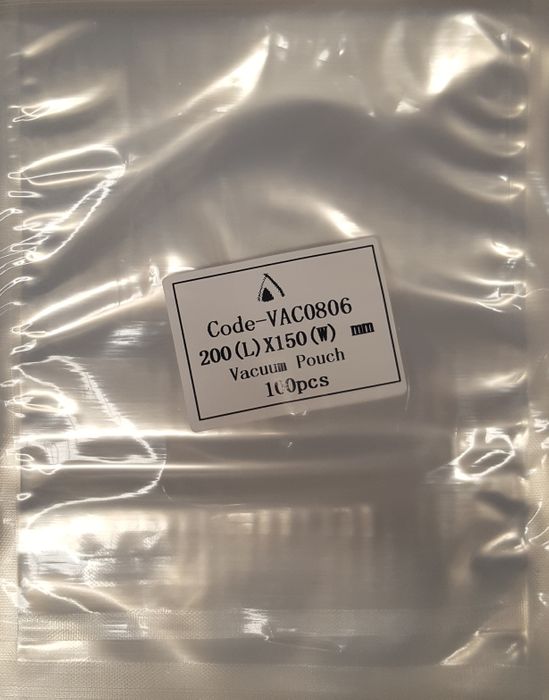 Code-VAC0806
200(L)X150(W) mm
Vacuum Pouch
100pcs